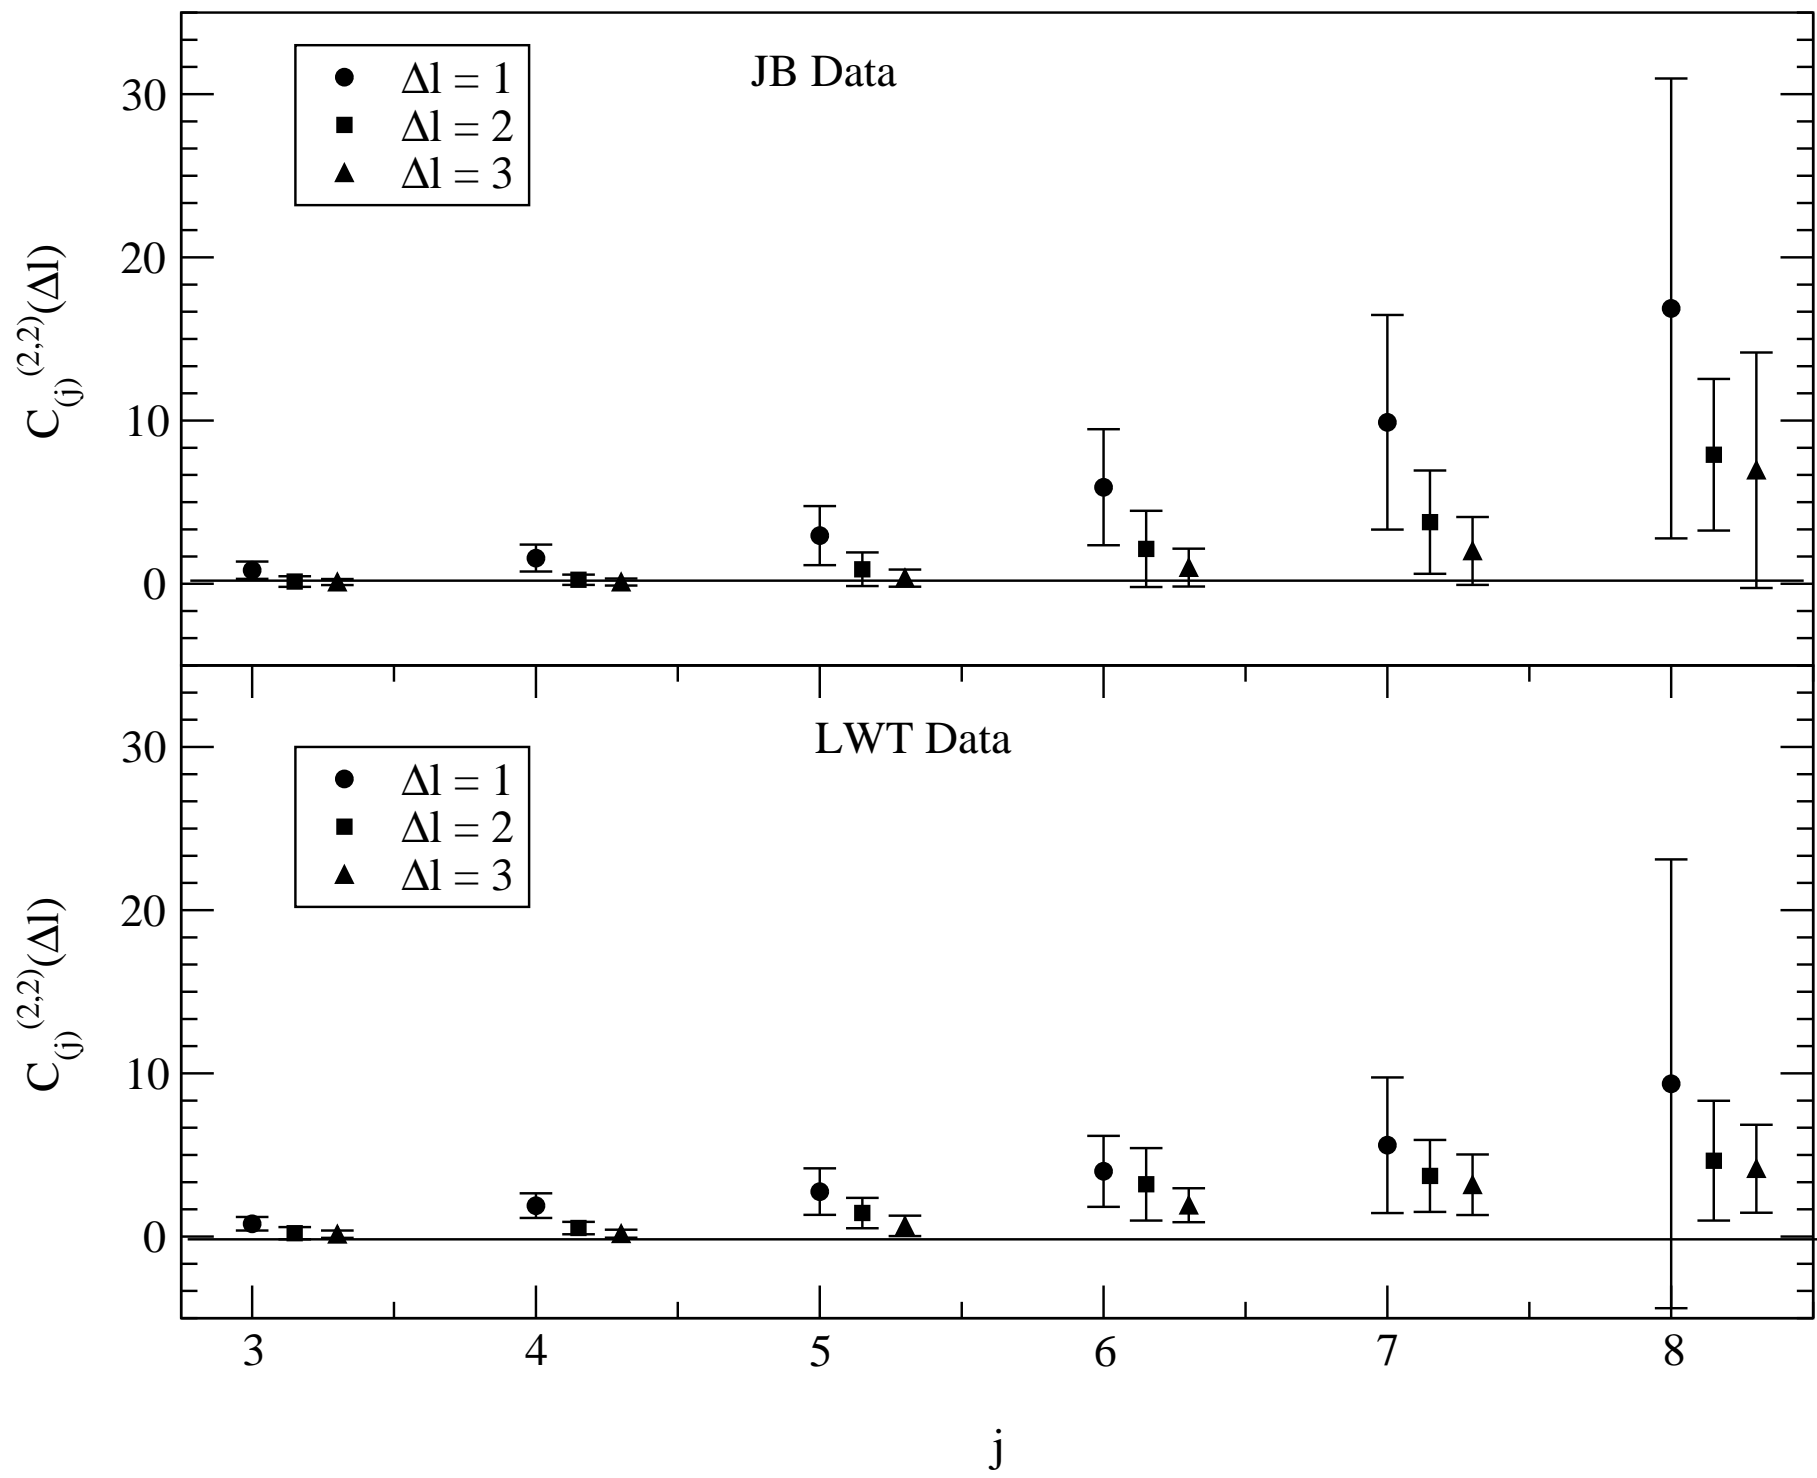 JB Data
Δl = 1
Δl = 2
Δl = 3
30
20
10
0
C(j)(2,2)(Δl)
LWT Data
Δl = 1
Δl = 2
Δl = 3
30
20
10
0
C(j)(2,2)(Δl)
3 4 5 6 7 8
j